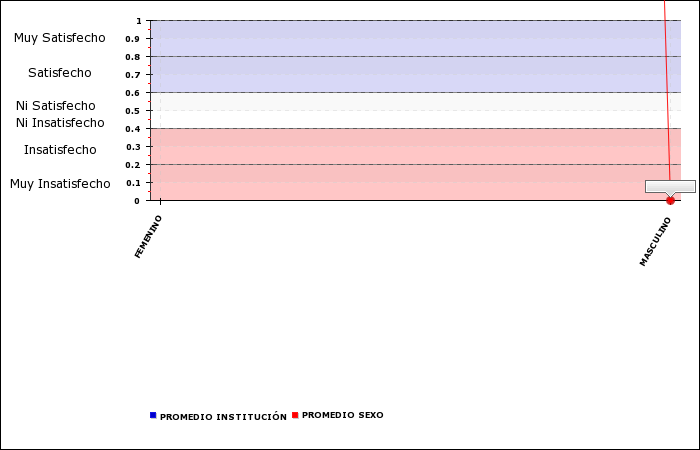 1
Muy Satisfecho
0.9
0.8
Satisfecho
0.7
0.6
Ni Satisfecho
0.5
Ni Insatisfecho
0.4
Insatisfecho
0.3
0.2
Muy Insatisfecho
0.1
0
FEMENINO
MASCULINO
PROMEDIO INSTITUCIÓN
PROMEDIO SEXO